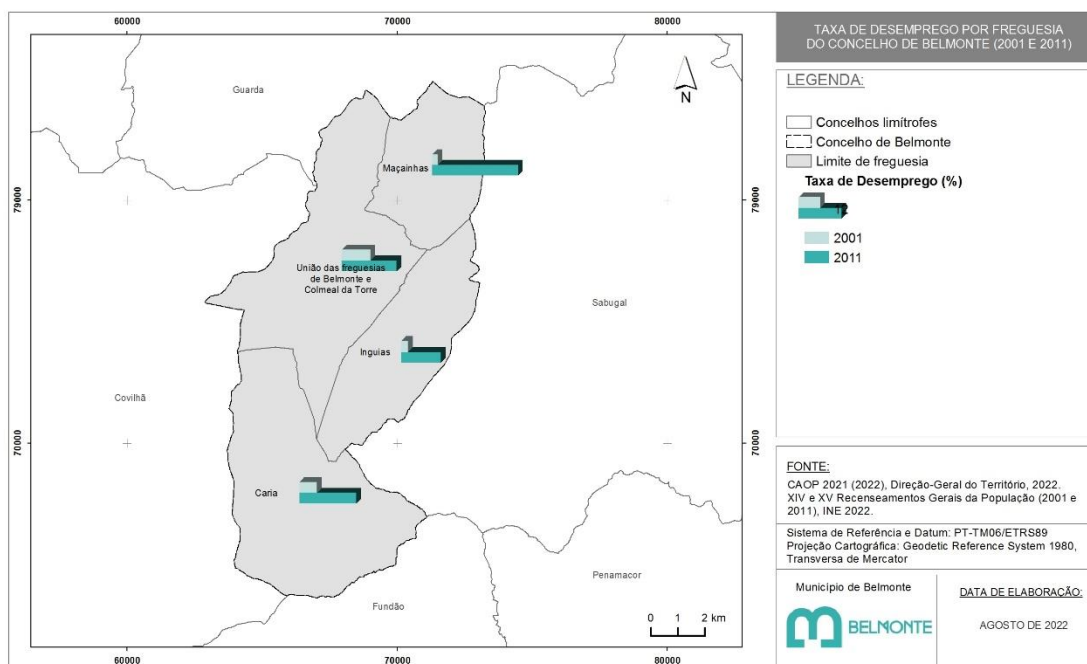 60000
70000
80000
79000
79000
70000
70000
Guarda
N
Maçainhas
União das freguesias
de Belmonte e
Colmeal da Torre
Sabugal
Inguias
Covilhã
Caria
Penamacor
Fundão
0 1 2 km
60000
70000
80000
TAXA DE DESEMPREGO POR FREGUESIA
DO CONCELHO DE BELMONTE (2001 E 2011)
LEGENDA:
Concelhos limítrofes
Concelho de Belmonte
Limite de freguesia
Taxa de Desemprego (%)
2001
2011
FONTE:
CAOP 2021 (2022), Direção-Geral do Território, 2022.
XIV e XV Recenseamentos Gerais da População (2001 e
2011), INE 2022.
Sistema de Referência e Datum: PT-TM06/ETRS89
Projeção Cartográfica: Geodetic Reference System 1980,
Transversa de Mercator
Município de Belmonte
BELMONTE
DATA DE ELABORAÇÃO:
AGOSTO DE 2022